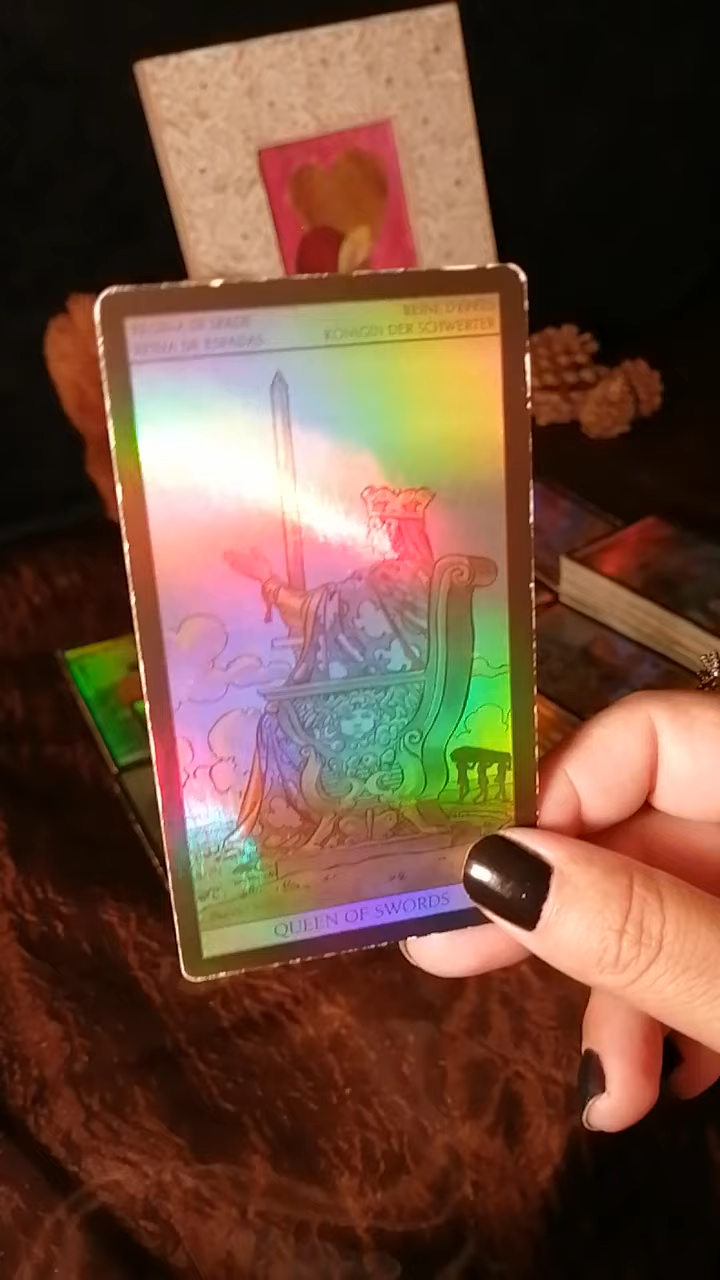 REGINA DI SPADE
REINA DE ESPADAS
REINE D'EPEES
KÖNIGIN DER SCHWERTER
QUEEN OF SWORDS